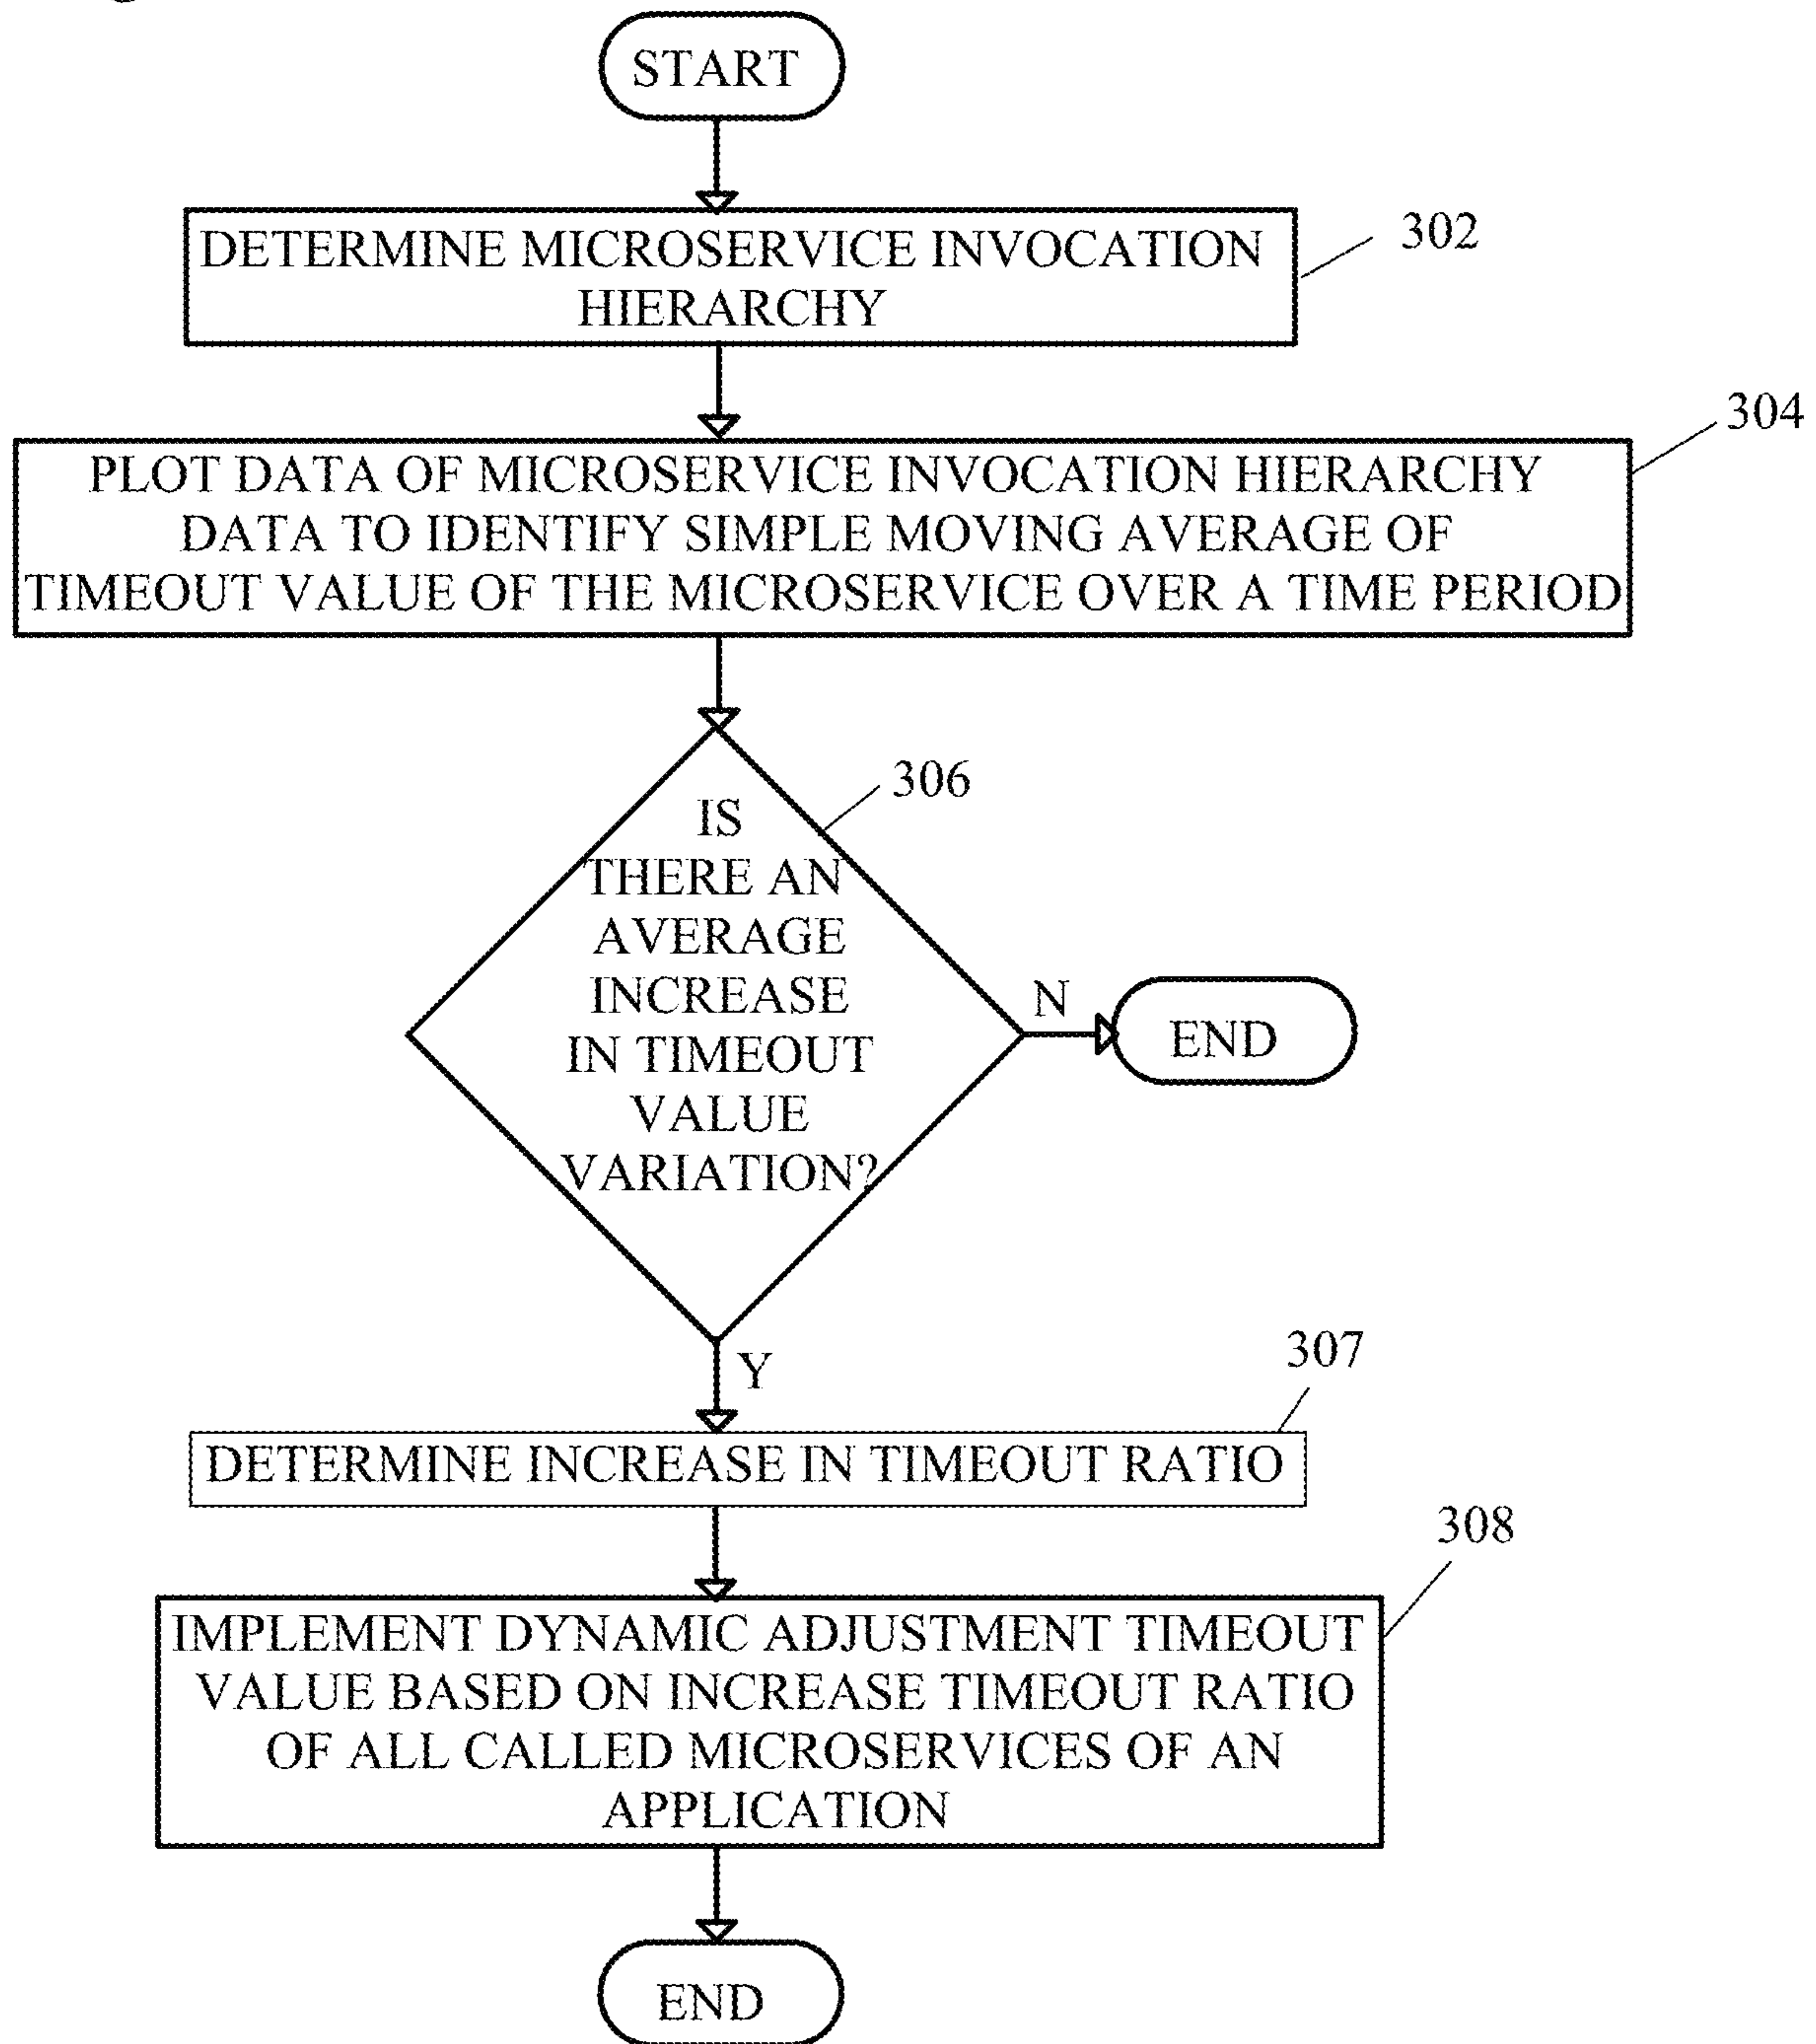 START
DETERMINE MICROSERVICE INVOCATION
HIERARCHY
302
304
PLOT DATA OF MICROSERVICE INVOCATION HIERARCHY
DATA TO IDENTIFY SIMPLE MOVING AVERAGE OF
TIMEOUT VALUE OF THE MICROSERVICE OVER A TIME PERIOD
306
IS
THERE AN
AVERAGE
INCREASE
IN TIMEOUT
VALUE
VARIATION?
N
END
Y
307
DETERMINE INCREASE IN TIMEOUT RATIO
308
IMPLEMENT DYNAMIC ADJUSTMENT TIMEOUT
VALUE BASED ON INCREASE TIMEOUT RATIO
OF ALL CALLED MICROSERVICES OF AN
APPLICATION
END